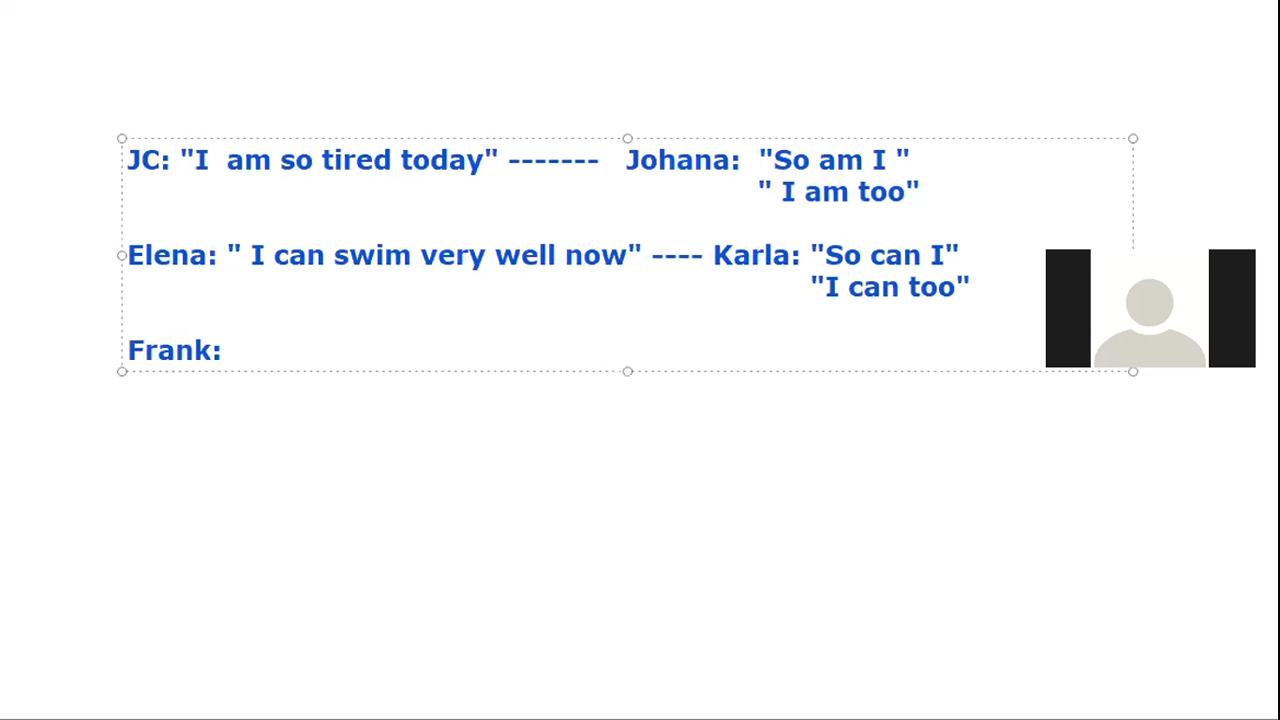 JC: "I  am so tired today" -------   Johana:  "So am I "
" I am too"
Elena: " I can swim very well now" ---- Karla: "So can I"
"I can too"
Frank: